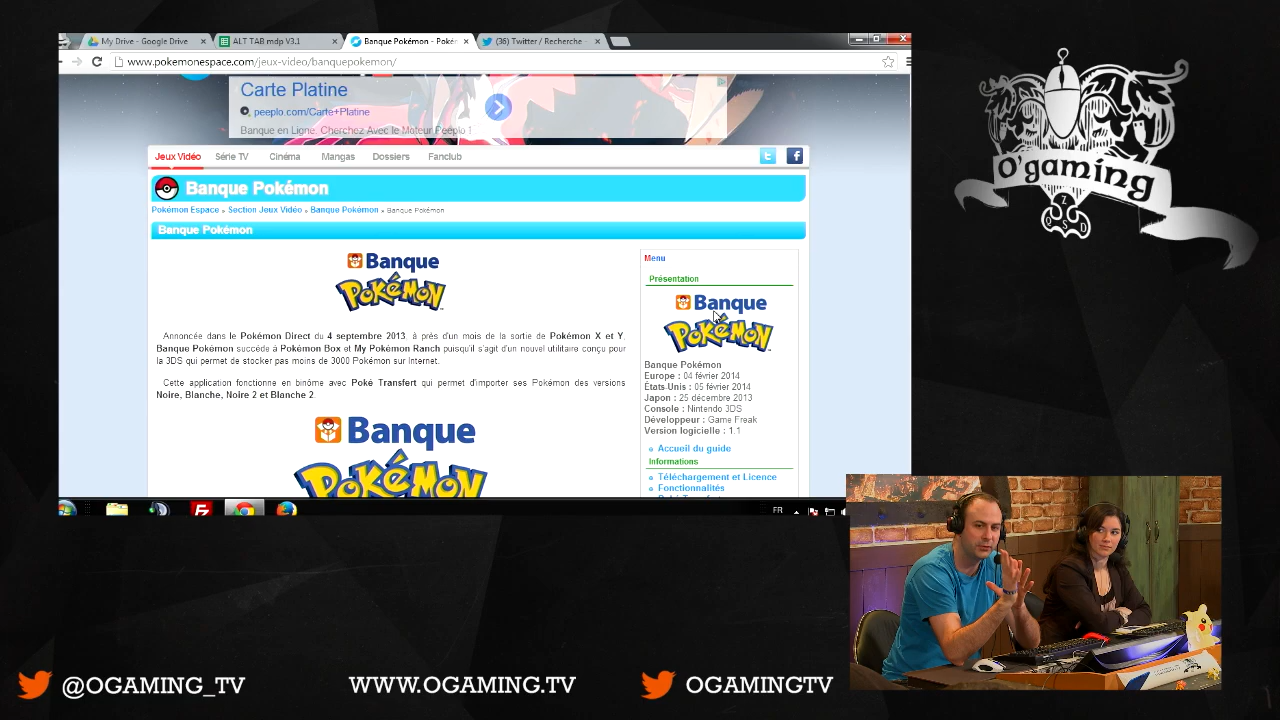 My Drive - Google Drive
ALT TAB mdp V3.1
Banque Pokémon - Poké
(36) Twitter / Recherche
www.pokemonespace.com/jeux-video/banquepokemon/
Carte Platine
peeplo.com/Carte+Platine
Banque en Ligne. Cherchez Avec le Moteur Peeplo !
Jeux Vidéo Série TV Cinéma Mangas Dossiers Fanclub
Banque Pokémon
Pokémon Espace » Section Jeux Vidéo » Banque Pokémon » Banque Pokémon
Banque Pokémon
Banque
POKéMON
Annoncée dans le Pokémon Direct du 4 septembre 2013, à près d'un mois de la sortie de Pokémon X et Y,
Banque Pokémon succède à Pokémon Box et My Pokémon Ranch puisqu'il s'agit d'un nouvel utilitaire conçu pour
la 3DS qui permet de stocker pas moins de 3000 Pokémon sur Internet.
Cette application fonctionne en binôme avec Poké Transfert qui permet d'importer ses Pokémon des versions
Noire, Blanche, Noire 2 et Blanche 2.
Banque
POKéMON
Menu
Présentation
Banque
POKéMON
Banque Pokémon
Europe : 04 février 2014
États-Unis : 05 février 2014
Japon : 25 décembre 2013
Console : Nintendo 3DS
Développeur : Game Freak
Version logicielle : 1.1
Accueil du guide
Informations
Téléchargement et Licence
Fonctionnalités
FR
O'gaming
Z
QSD
@OGAMING_TV
WWW.OGAMING.TV
OGAMINGTV